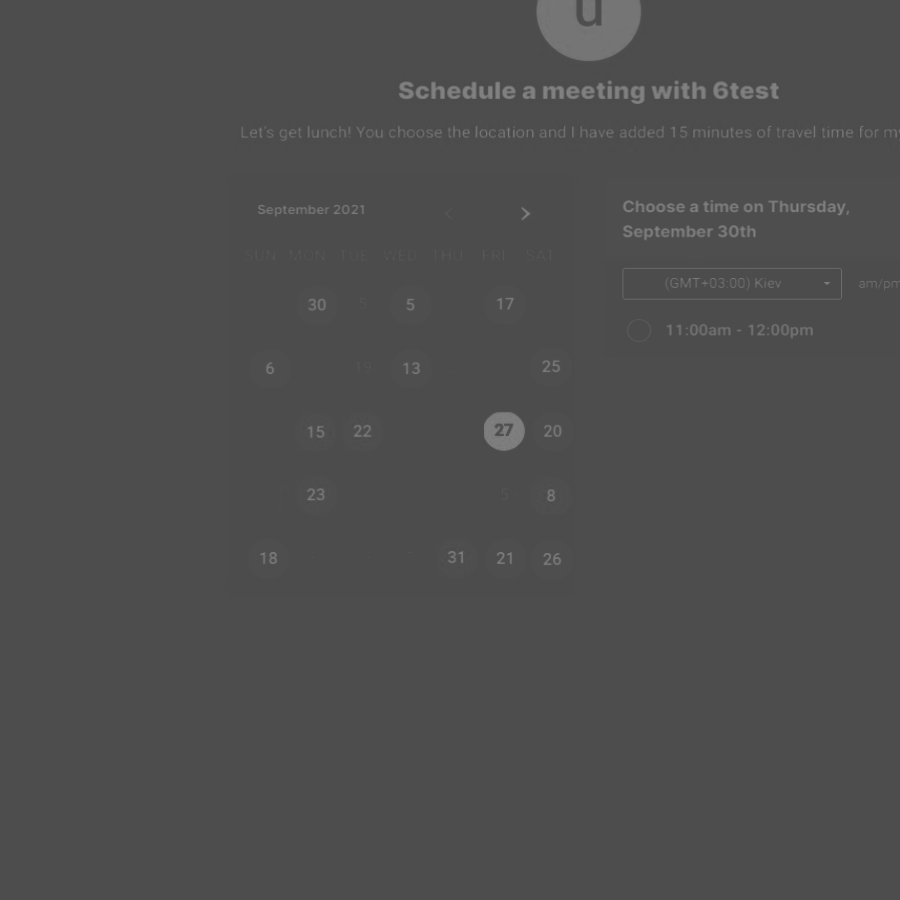 u
Schedule a meeting with 6test
Let's get lunch! You choose the location and I have added 15 minutes of travel time for
September 2021
SUN MON TUE WED THU FRI SAT
Choose a time on Thursday,
September 30th
(GMT+03:00) Kiev
am/pm
11:00am - 12:00pm
30 5 5 17
6 13 25
15 22 27 20
23 5 8
18 31 21 26